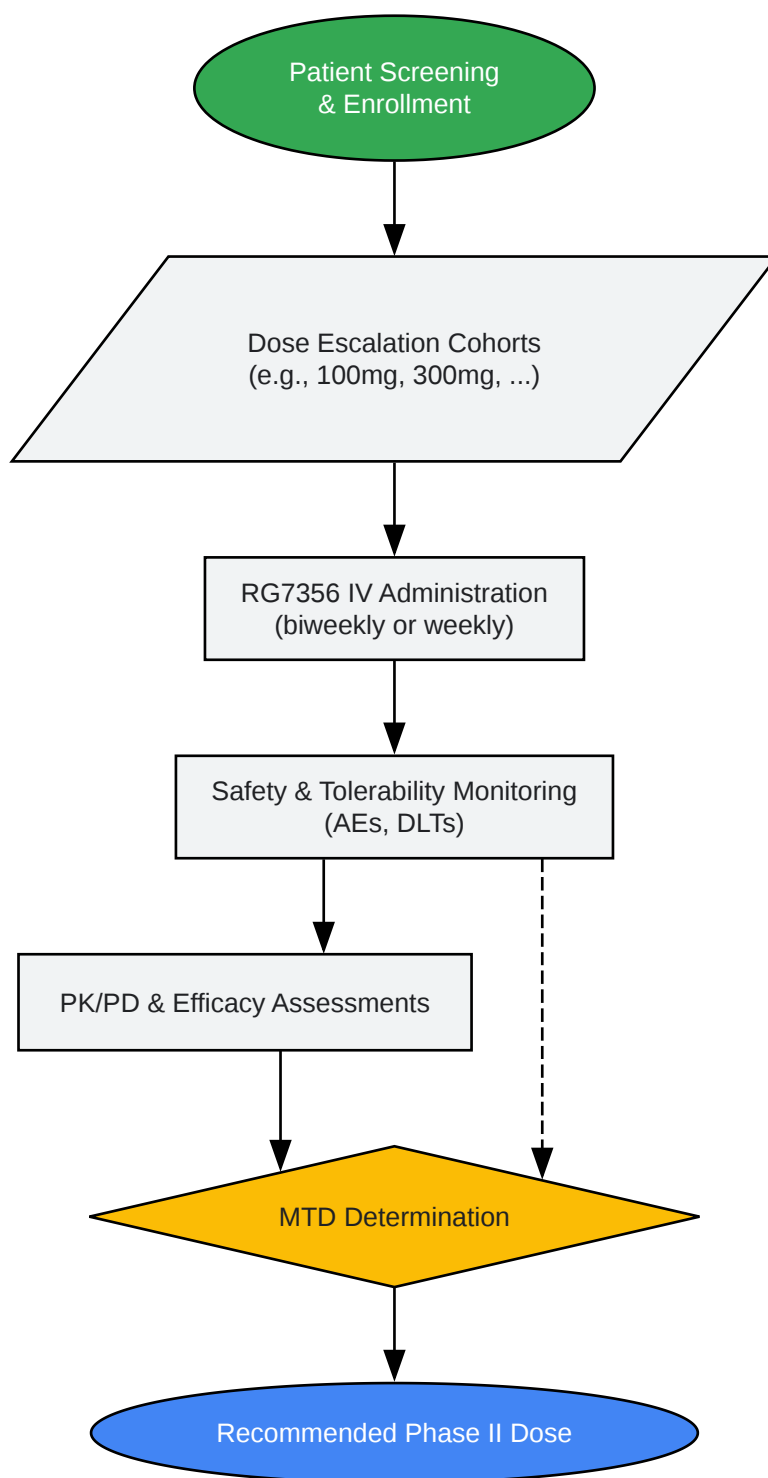 Patient Screening
& Enrollment
Dose Escalation Cohorts
(e.g., 100mg, 300mg, ...)
RG7356 IV Administration
(biweekly or weekly)
Safety & Tolerability Monitoring
(AEs, DLTs)
PK/PD & Efficacy Assessments
MTD Determination
Recommended Phase II Dose